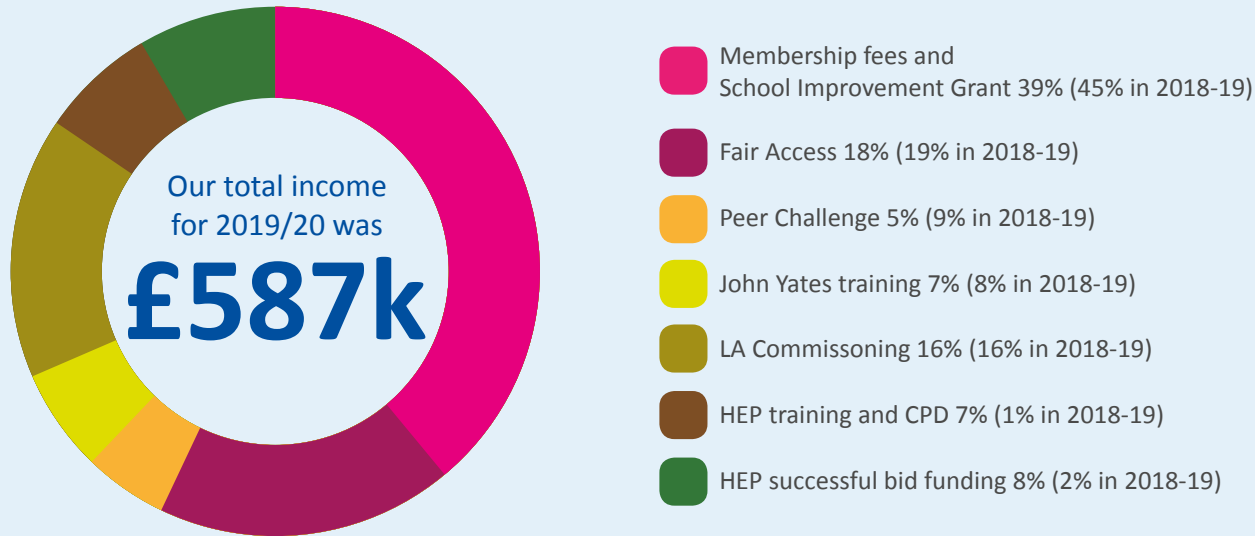 Our total income
for 2019/20 was
£587k
Membership fees and
School Improvement Grant 39% (45% in 2018-19)
Fair Access 18% (19% in 2018-19)
Peer Challenge 5% (9% in 2018-19)
John Yates training 7% (8% in 2018-19)
LA Commissoning 16% (16% in 2018-19)
HEP training and CPD 7% (1% in 2018-19)
HEP successful bid funding 8% (2% in 2018-19)